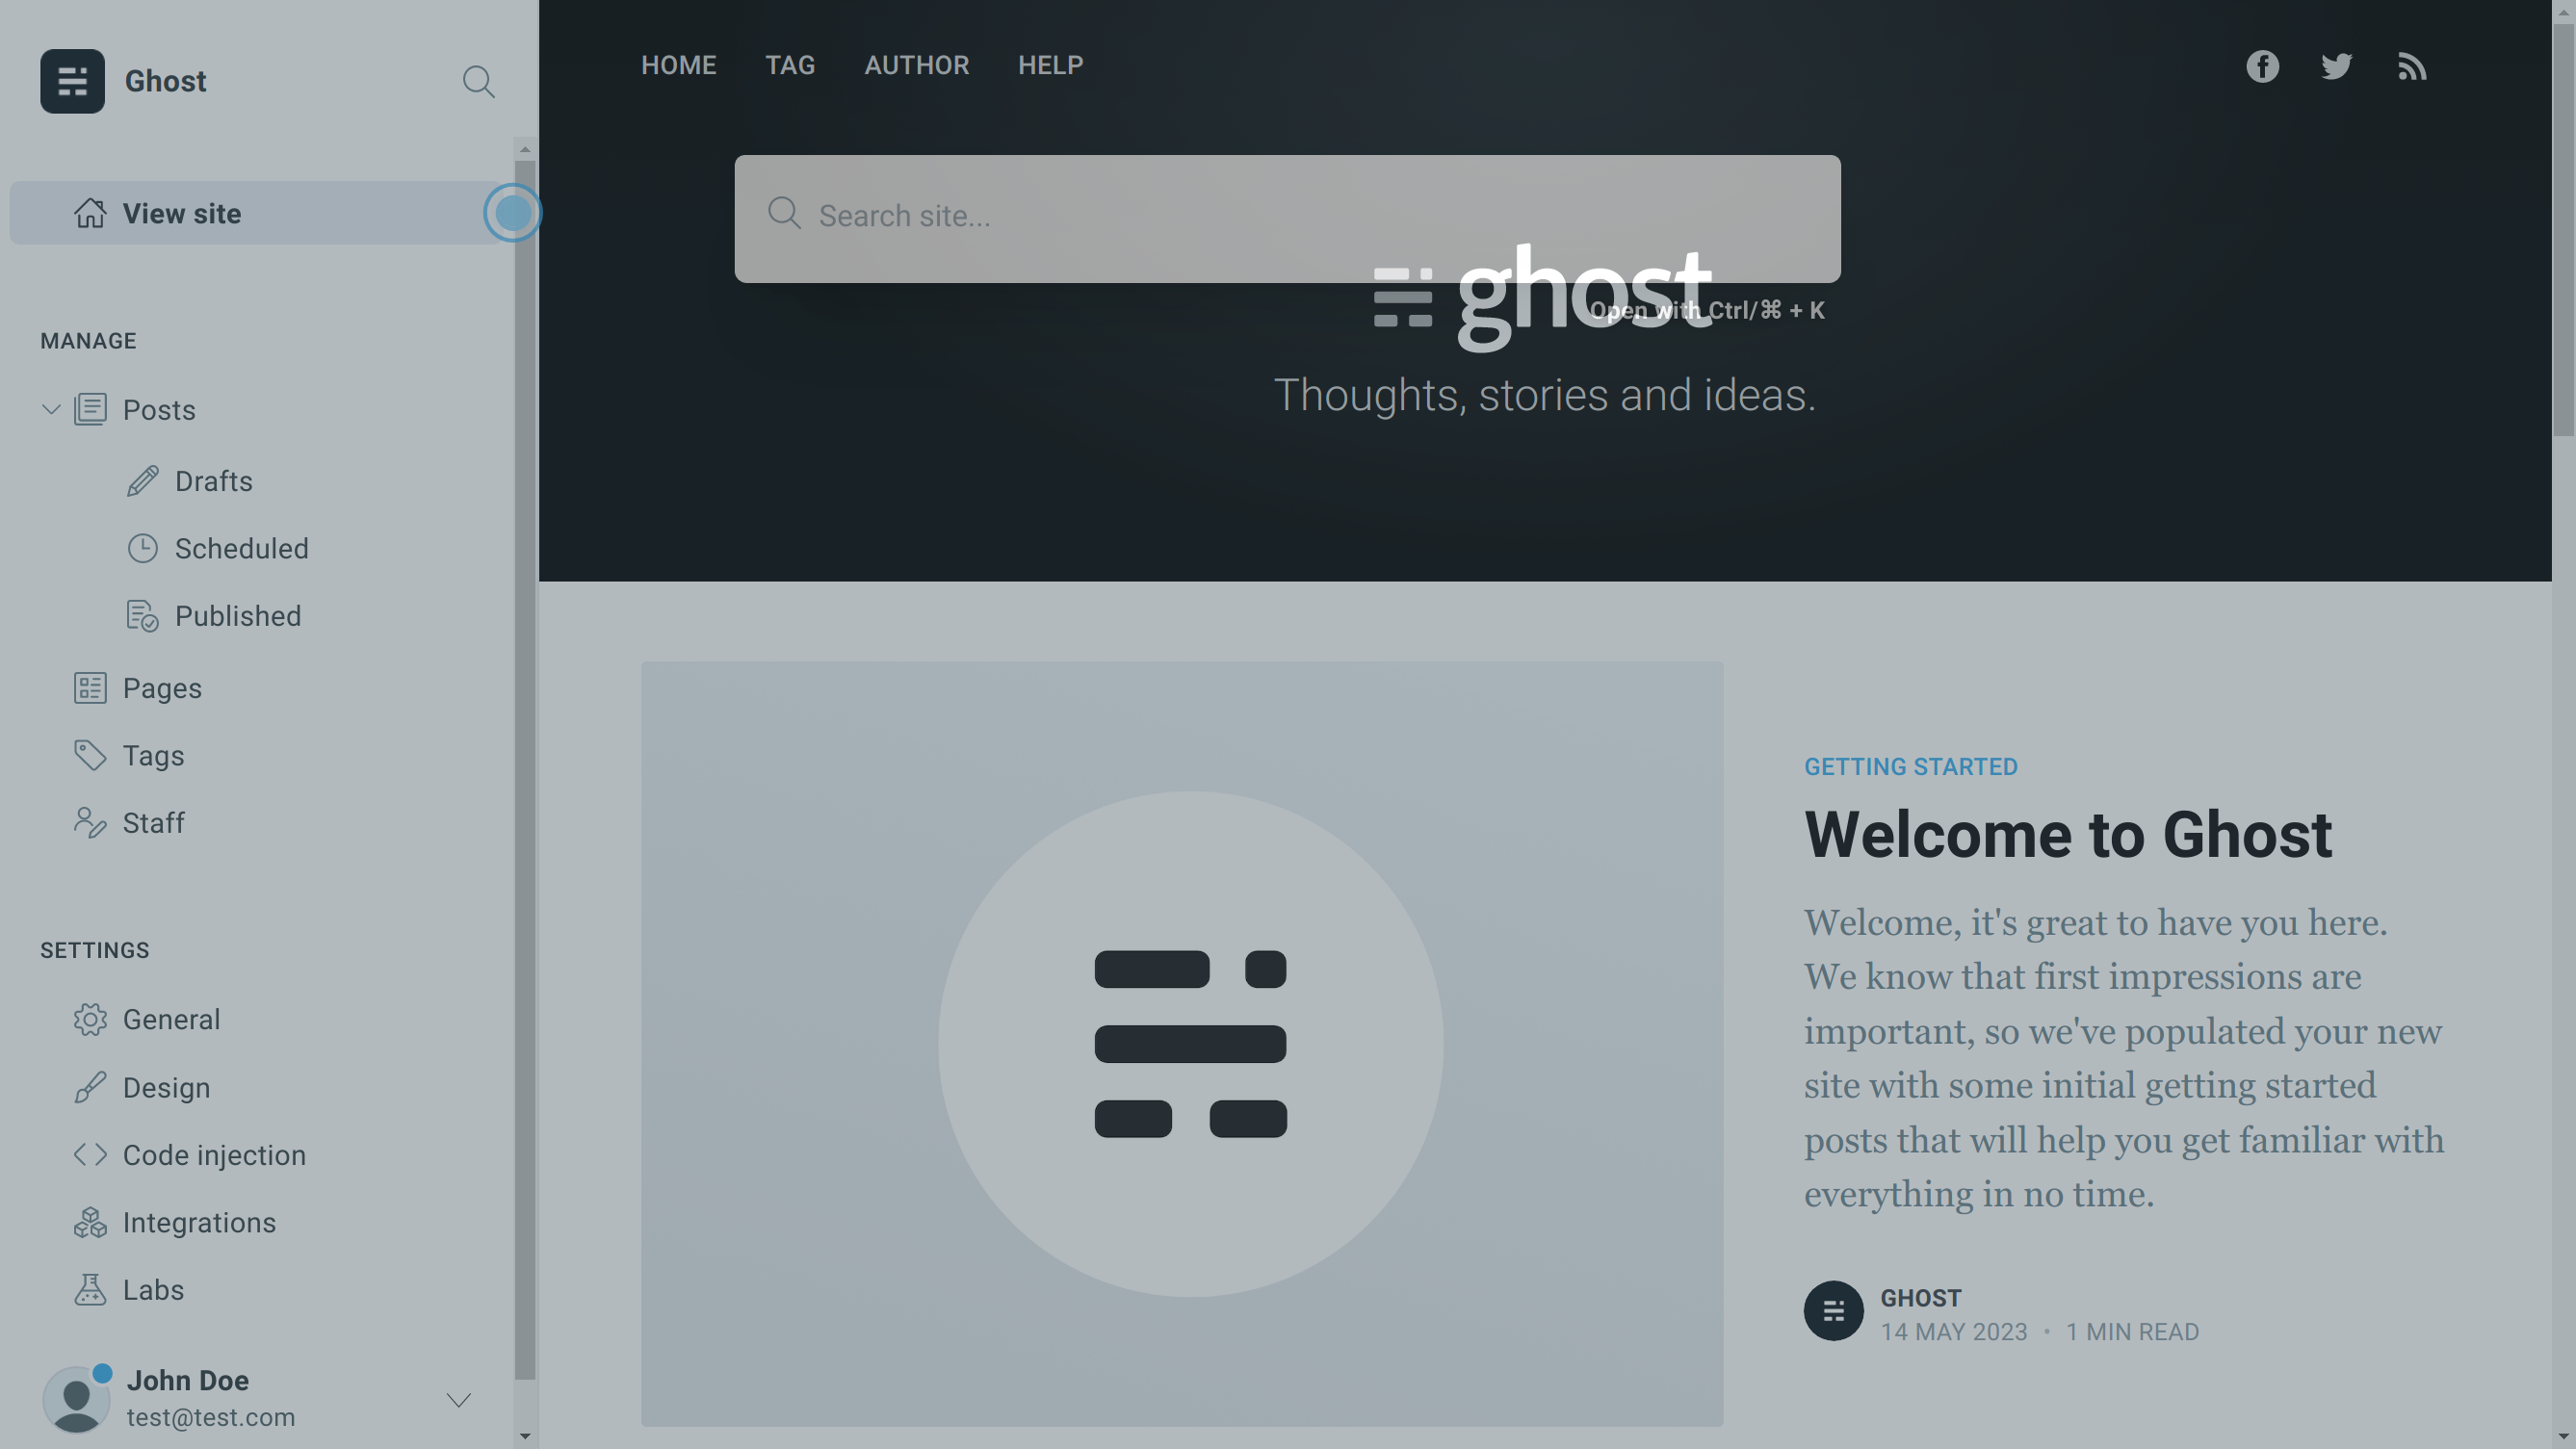 Ghost
View site
MANAGE
Posts
Drafts
Scheduled
Published
Pages
Tags
Staff
SETTINGS
General
Design
Code injection
Integrations
Labs
John Doe
test@test.com
HOME TAG AUTHOR HELP
Search site...
ghost
Open with Ctrl/⌘ + K
Thoughts, stories and ideas.
GETTING STARTED
Welcome to Ghost
Welcome, it's great to have you here.
We know that first impressions are
important, so we've populated your new
site with some initial getting started
posts that will help you get familiar with
everything in no time.
GHOST
14 MAY 2023 • 1 MIN READ